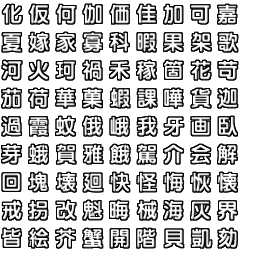 化仮何伽価佳加可嘉
夏嫁家寡科暇果架歌
河火珂禍禾稼箇花苛
茄荷華菓蝦課嘩貨迦
過霞蚊俄峨我牙画臥
芽蛾賀雅餓駕介会解
回塊壊廻快怪悔恢懐
戒拐改魁晦械海灰界
皆絵芥蟹開階貝凱劾